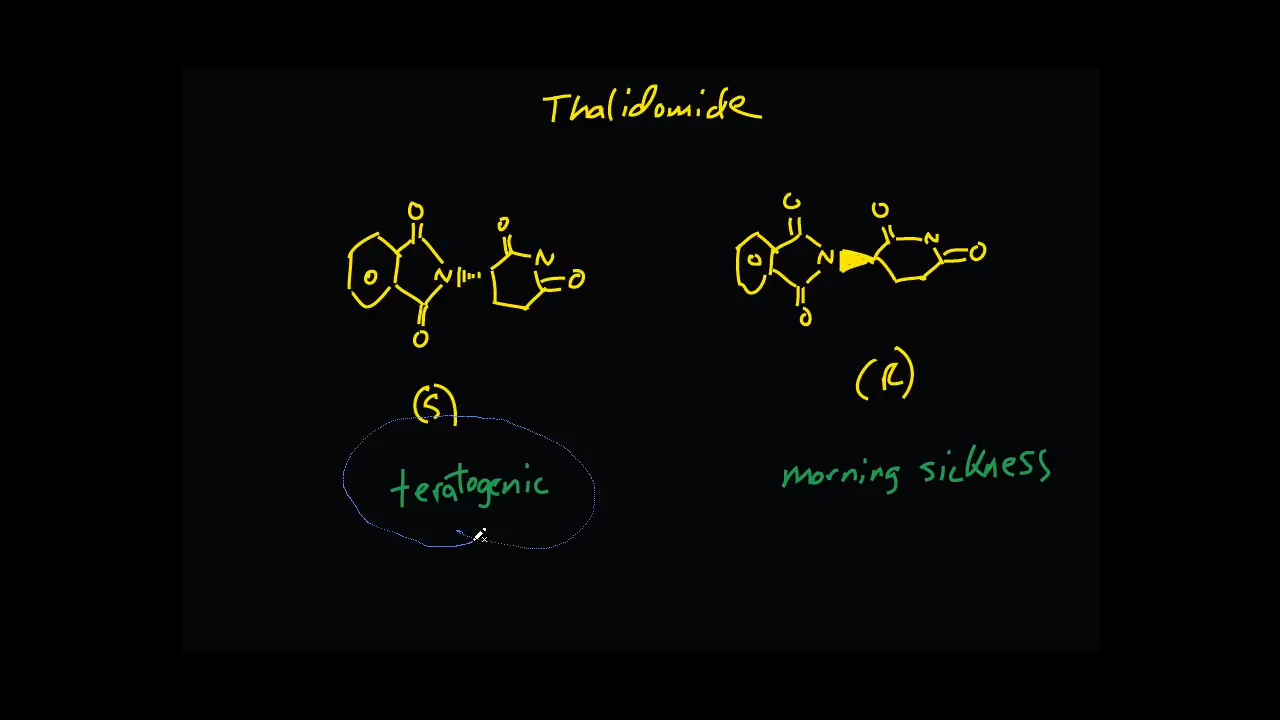 Thalidomide
O O O O
N N O N N O
O O
(S) (R)
teratogenic morning sickness